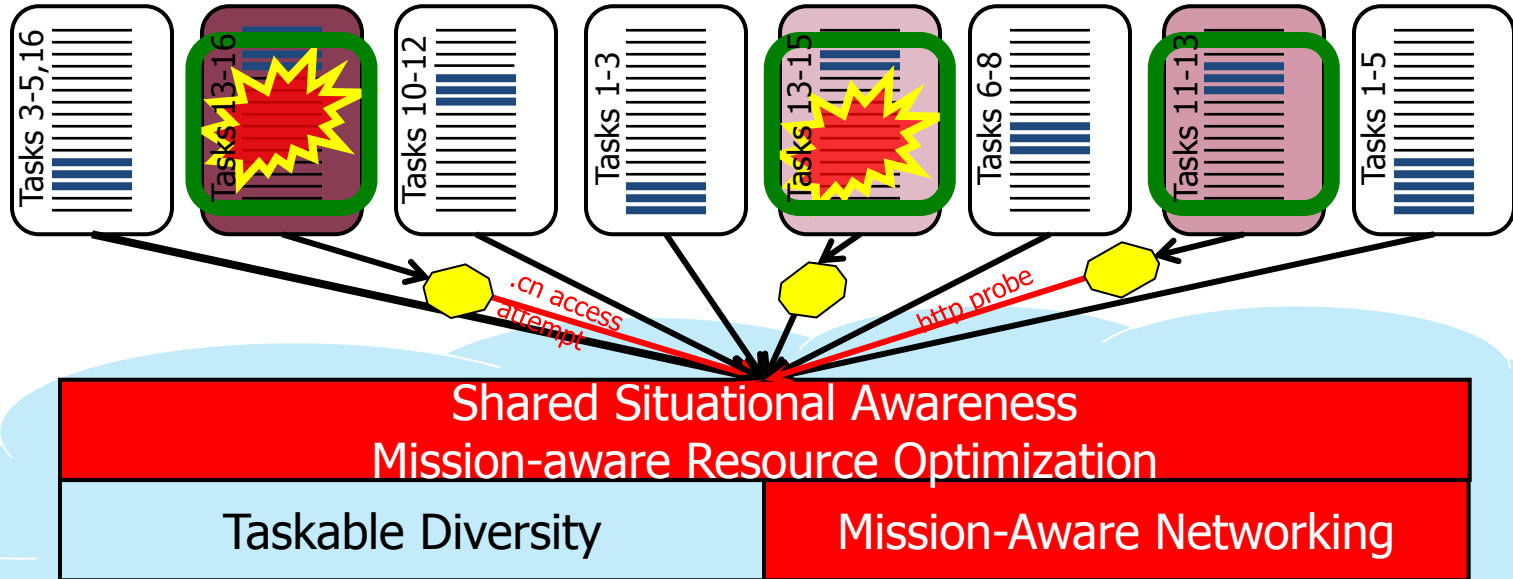 Tasks 3-5,16
Tasks 13-16
Tasks 10-12
Tasks 1-3
Tasks 13-15
Tasks 6-8
Tasks 11-13
Tasks 1-5
.cn access
attempt
http probe
Shared Situational Awareness
Mission-aware Resource Optimization
Taskable Diversity
Mission-Aware Networking